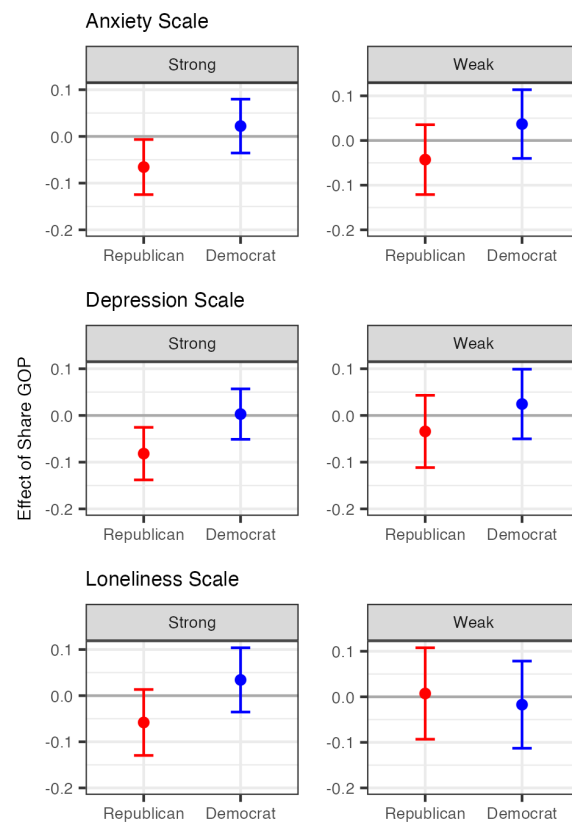 Anxiety Scale
Strong
Weak
0.1
0.0
-0.1
-0.2
0.1
0.0
-0.1
-0.2
Republican Democrat
Republican Democrat
Depression Scale
Strong
Weak
0.1
0.0
-0.1
-0.2
0.1
0.0
-0.1
-0.2
Republican Democrat
Republican Democrat
Effect of Share GOP
Loneliness Scale
Strong
Weak
0.1
0.0
-0.1
-0.2
0.1
0.0
-0.1
-0.2
Republican Democrat
Republican Democrat